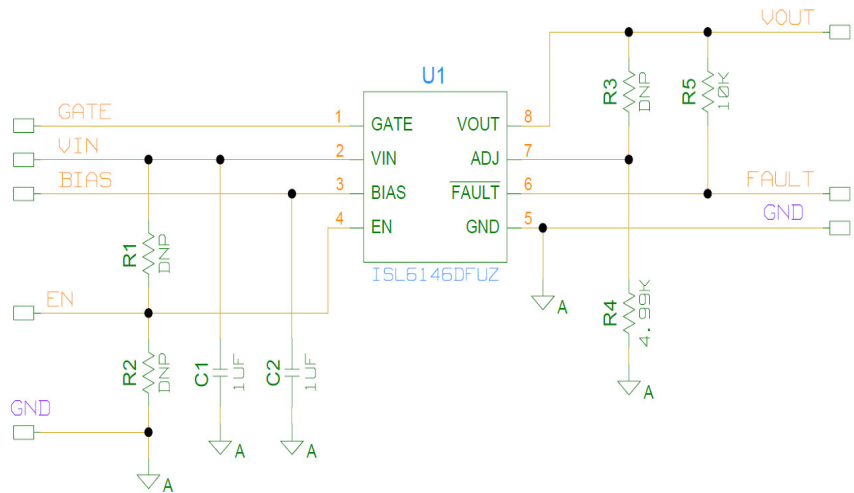 VOUT
U1
R3
DNP
R5
10K
GATE
1
GATE
VOUT
8
VIN
2
VIN
ADJ
7
BIAS
3
BIAS
FAULT
6
FAULT
4
EN
GND
5
GND
ISL6146DFUZ
R1
DNP
A
EN
R4
4.99K
R2
DNP
C1
1UF
C2
1UF
A
GND
A
A
A